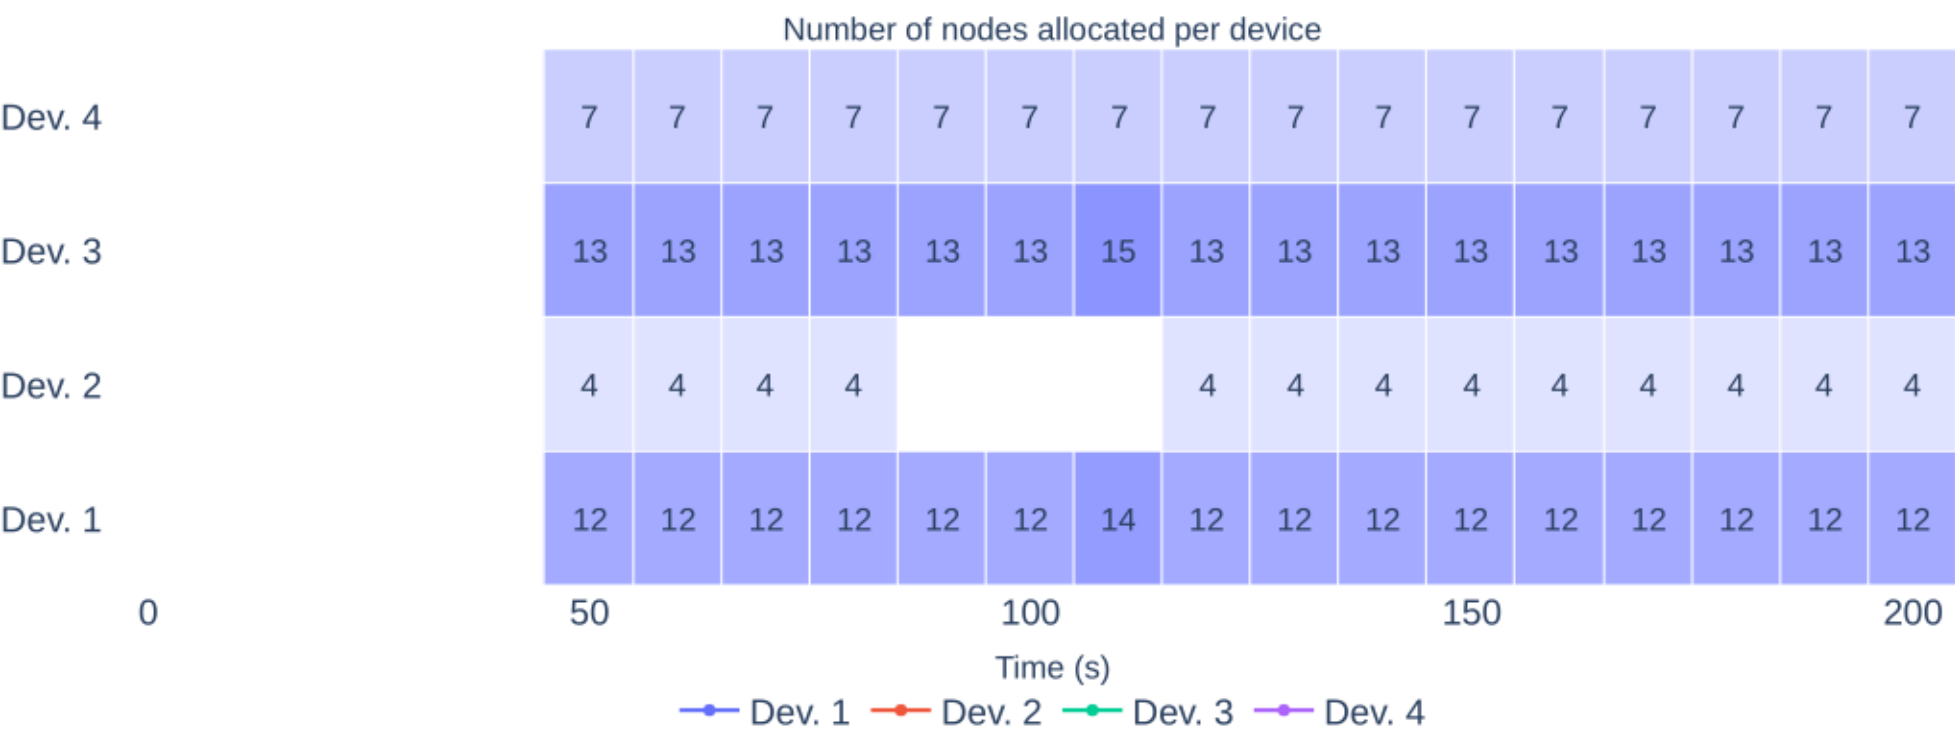 Number of nodes allocated per device
Dev. 4 7 7 7 7 7 7 7 7 7 7 7 7 7 7 7 7
Dev. 3 13 13 13 13 13 13 15 13 13 13 13 13 13 13 13 13
Dev. 2 4 4 4 4 4 4 4 4 4 4 4 4 4
Dev. 1 12 12 12 12 12 12 14 12 12 12 12 12 12 12 12 12
0 50 100 150 200
Time (s)
Dev. 1 Dev. 2 Dev. 3 Dev. 4